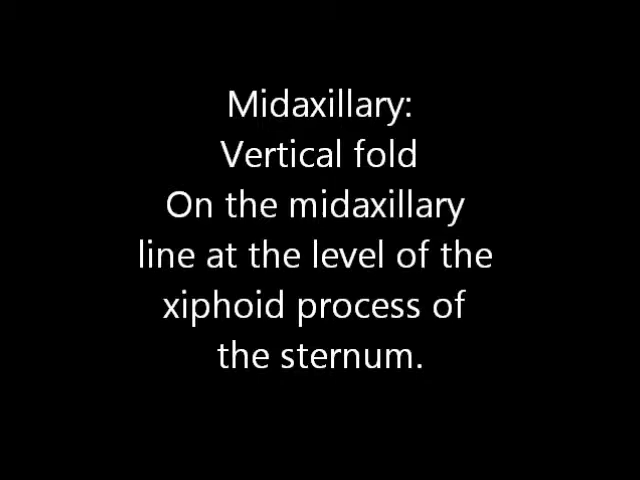 Midaxillary:
Vertical fold
On the midaxillary
line at the level of the
xiphoid process of
the sternum.